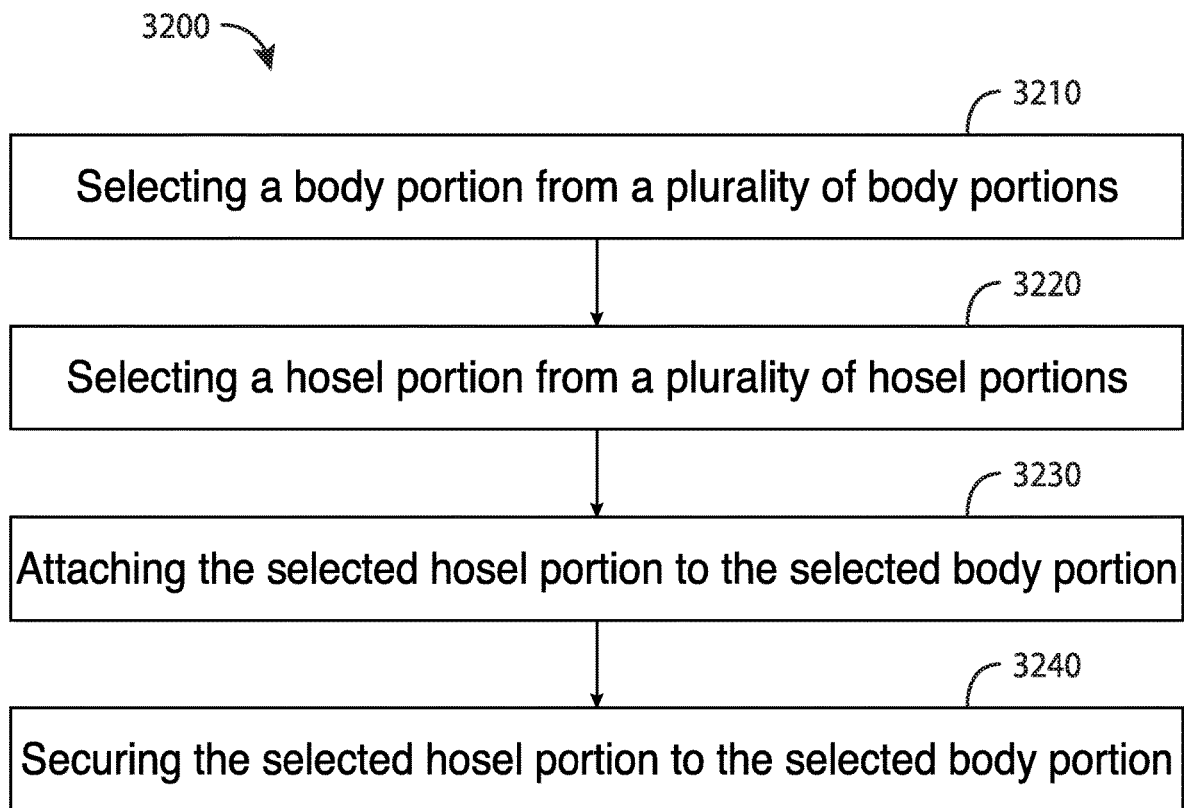 3200
3210
Selecting a body portion from a plurality of body portions
3220
Selecting a hosel portion from a plurality of hosel portions
3230
Attaching the selected hosel portion to the selected body portion
3240
Securing the selected hosel portion to the selected body portion